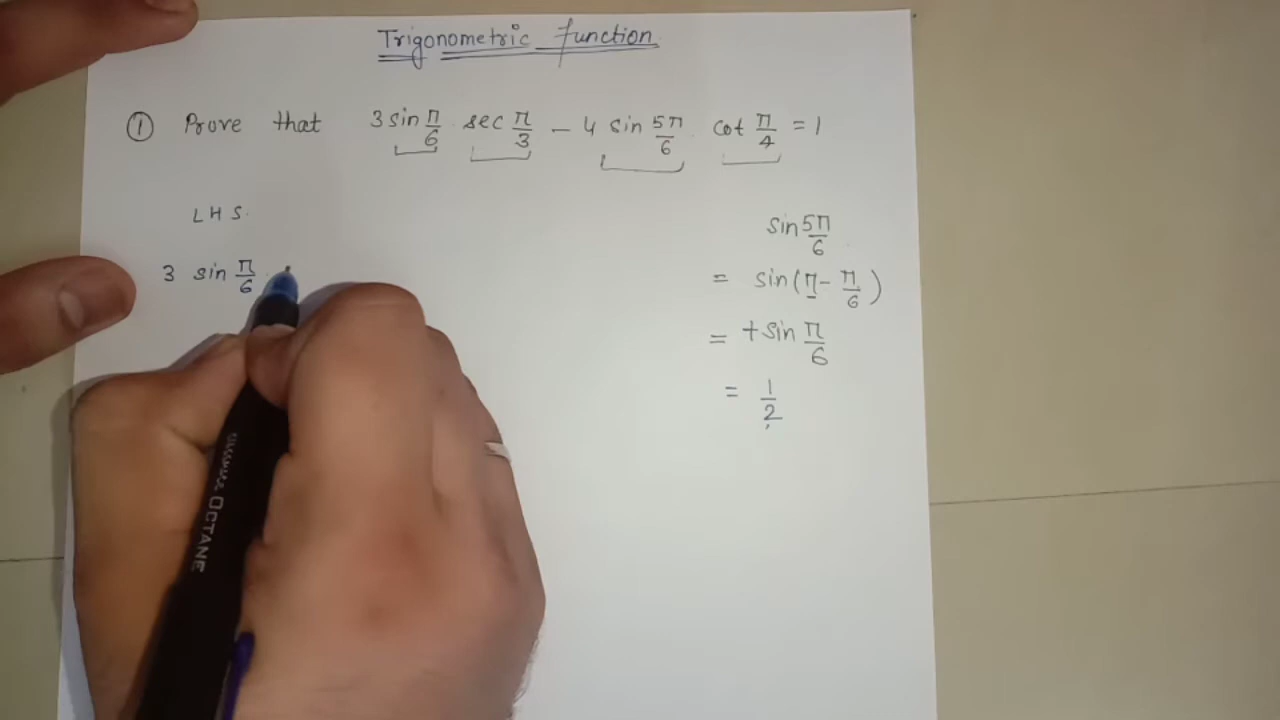 Trigonometric function
① Prove that 3 sin π/6 sec π/3 - 4 sin 5π/6 cot π/4 = 1
LHS.
3 sin π/6
sin 5π/6
= sin(π - π/6)
= + sin π/6
= 1/2
OCTANE